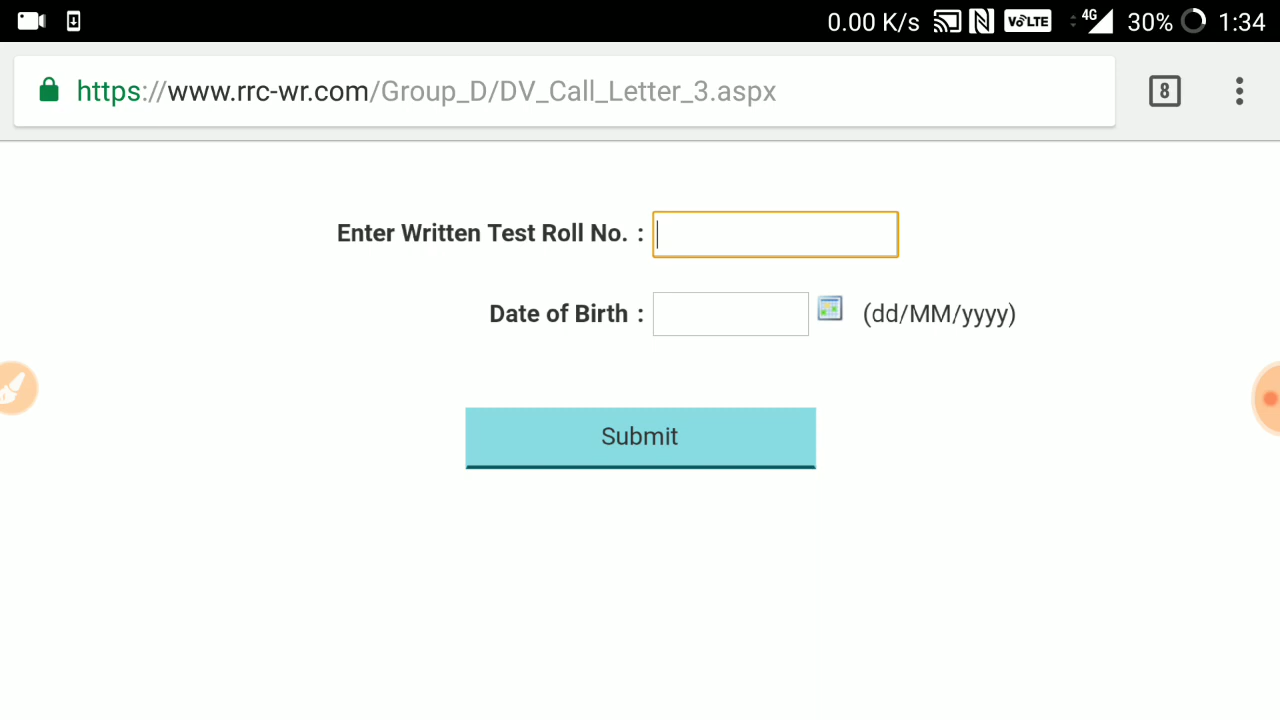 0.00 K/s VoLTE 4G 30% 1:34
https://www.rrc-wr.com/Group_D/DV_Call_Letter_3.aspx 8
Enter Written Test Roll No. :
Date of Birth : (dd/MM/yyyy)
Submit